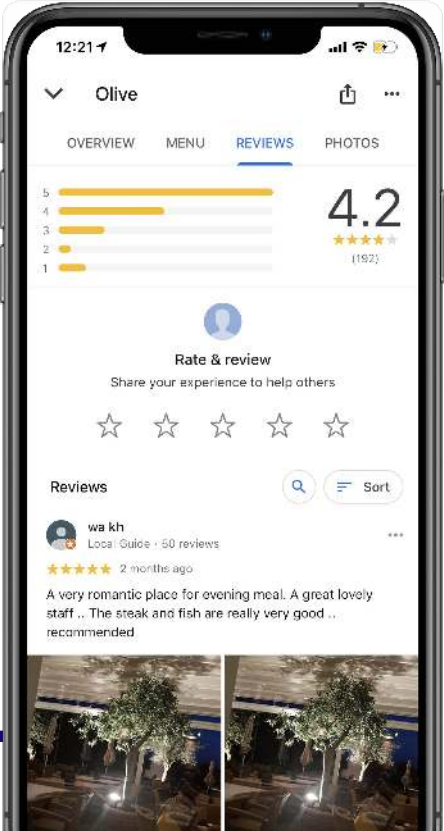 12:21
Olive
OVERVIEW MENU REVIEWS PHOTOS
5
4
3
2
1
4.2
(192)
Rate & review
Share your experience to help others
Reviews
Sort
wa kh
Local Guide · 50 reviews
2 months ago
A very romantic place for evening meal. A great lovely
staff .. The steak and fish are really very good ..
recommended